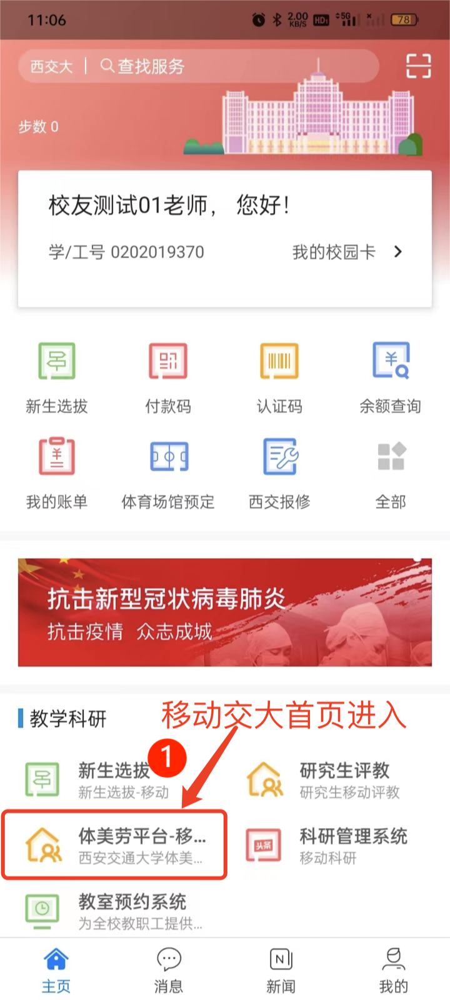 11:06
2.00
KB/S
HD1
5G
78
西交大 | 查找服务
步数 0
校友测试01老师， 您好！
学/工号 0202019370
我的校园卡
新生选拔
付款码
认证码
余额查询
我的账单
体育场馆预定
西交报修
全部
抗击新型冠状病毒肺炎
抗击疫情 众志成城
教学科研
移动交大首页进入
1
新生选拔
新生选拔-移动
研究生评教
研究生移动评教
体美劳平台-移...
西安交通大学体美...
头条
科研管理系统
移动科研
教室预约系统
为全校教职工提供...
主页
消息
N
新闻
我的